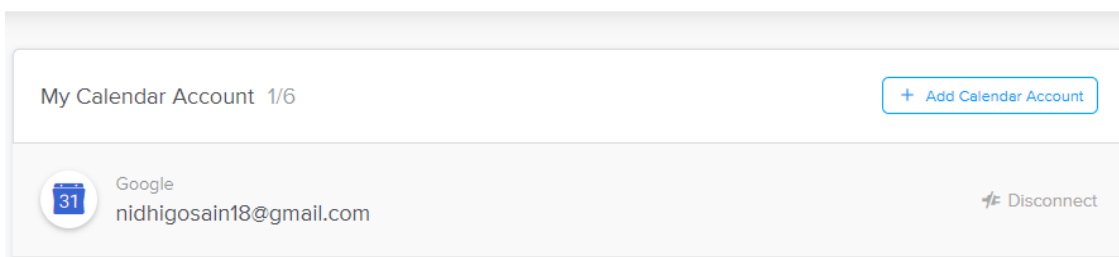 My Calendar Account 1/6
+ Add Calendar Account
31
Google
nidhigosain18@gmail.com
Disconnect